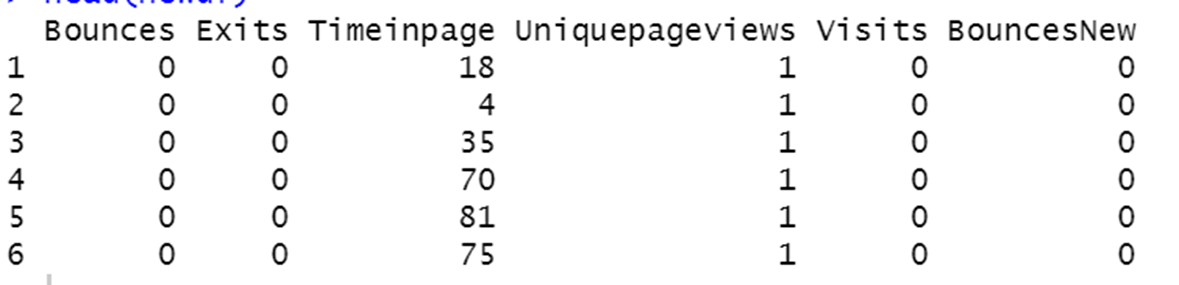 Bounces Exits Timeinpage Uniquepageviews Visits BouncesNew
1 0 0 18 1 0 0
2 0 0 4 1 0 0
3 0 0 35 1 0 0
4 0 0 70 1 0 0
5 0 0 81 1 0 0
6 0 0 75 1 0 0